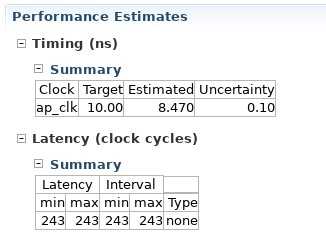 Performance Estimates
Timing (ns)
Summary
Clock Target Estimated Uncertainty
ap_clk 10.00 8.470 0.10
Latency (clock cycles)
Summary
Latency Interval
min max min max Type
243 243 243 243 none